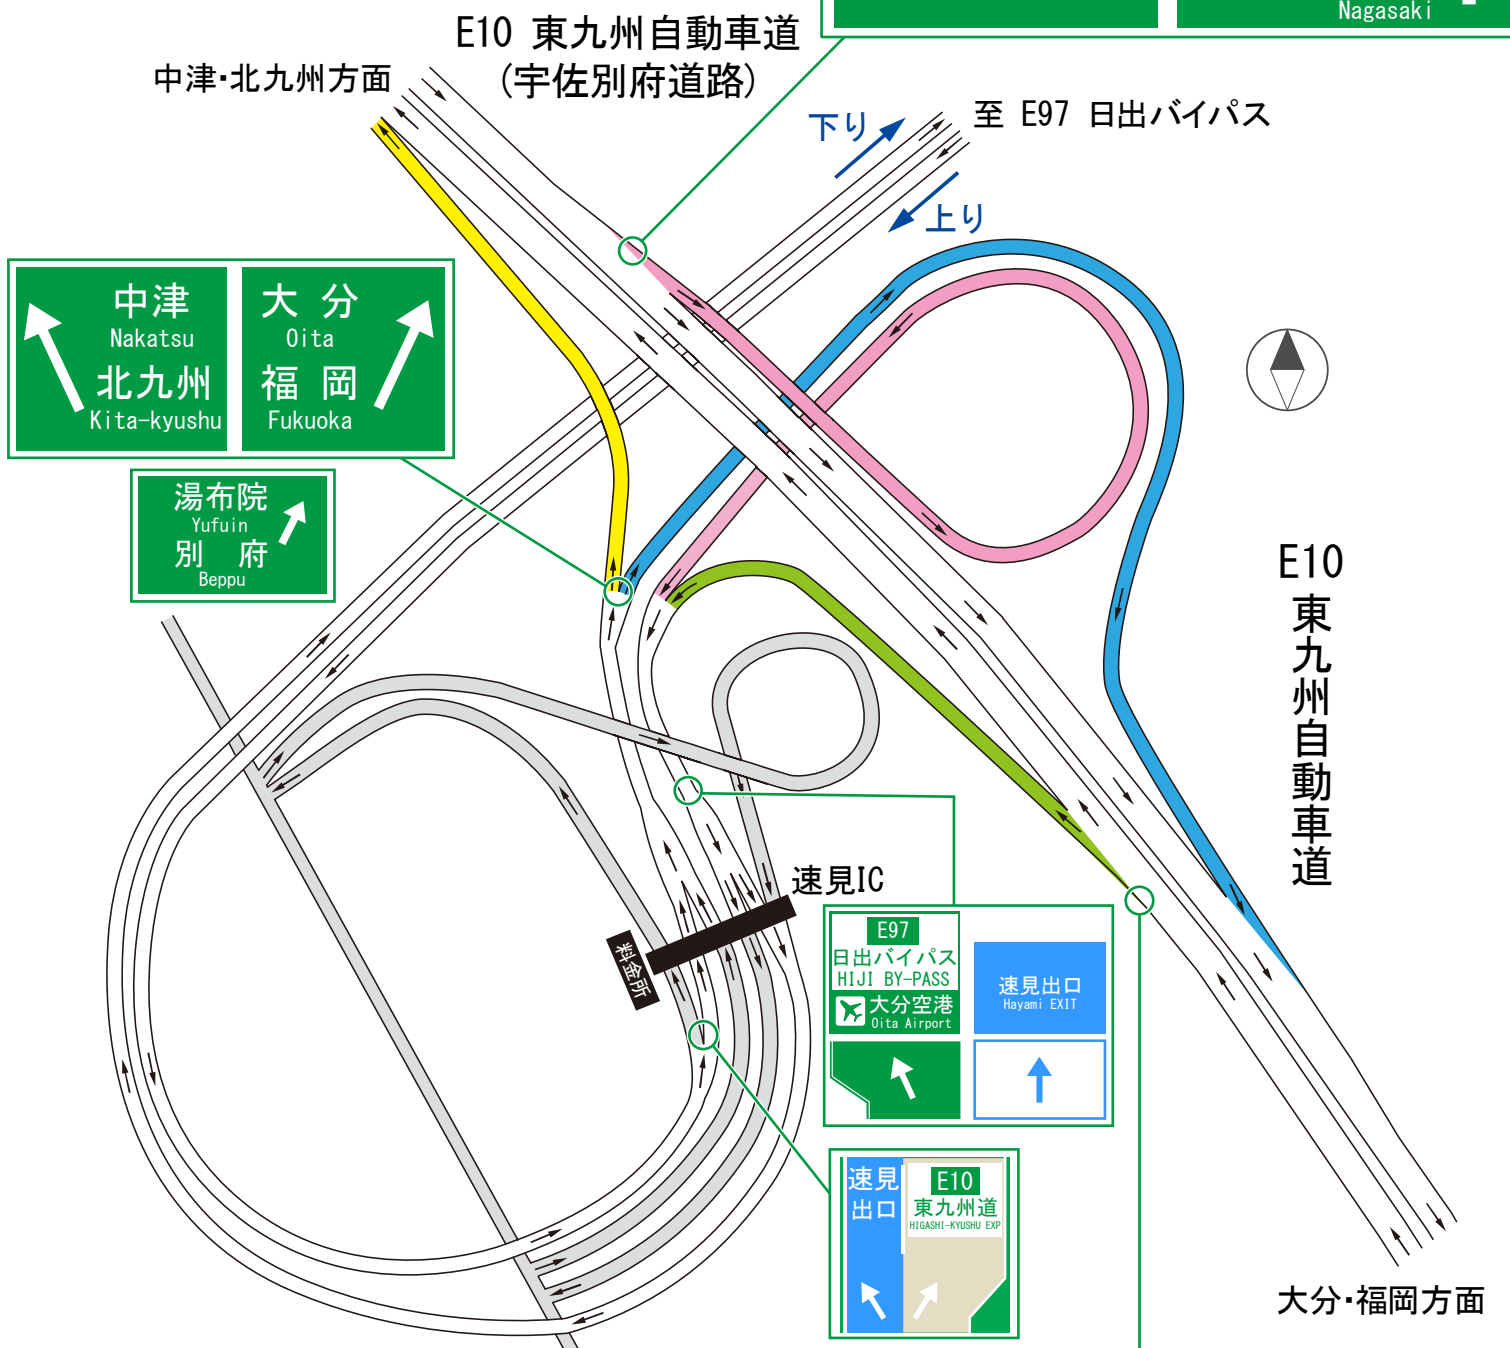 Nagasaki
E10 東九州自動車道
(宇佐別府道路)
中津・北九州方面
至 E97 日出バイパス
下り
上り
中津
Nakatsu
北九州
Kita-kyushu
大 分
Oita
福 岡
Fukuoka
湯布院
Yufuin
別 府
Beppu
E10
東九州自動車道
速見IC
料金所
E97
日出バイパス
HIJI BY-PASS
大分空港
Oita Airport
速見出口
Hayami EXIT
速見
出口
E10
東九州道
HIGASHI-KYUSHU EXP
大分・福岡方面